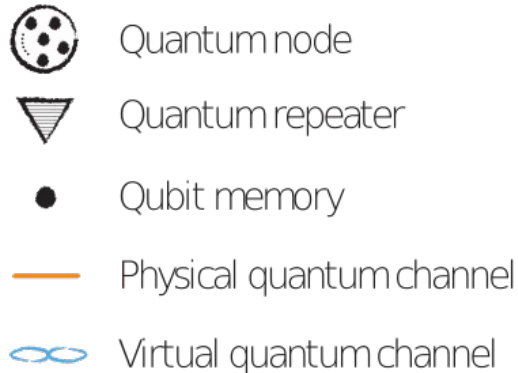 Quantum node
Quantum repeater
Qubit memory
Physical quantum channel
Virtual quantum channel